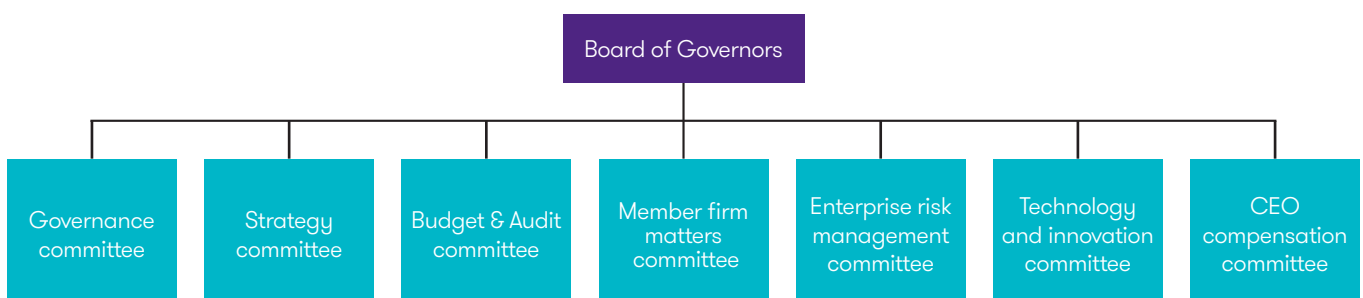 Board of Governors
Governance
committee
Strategy
committee
Budget & Audit
committee
Member firm
matters
committee
Enterprise risk
management
committee
Technology
and innovation
committee
CEO
compensation
committee